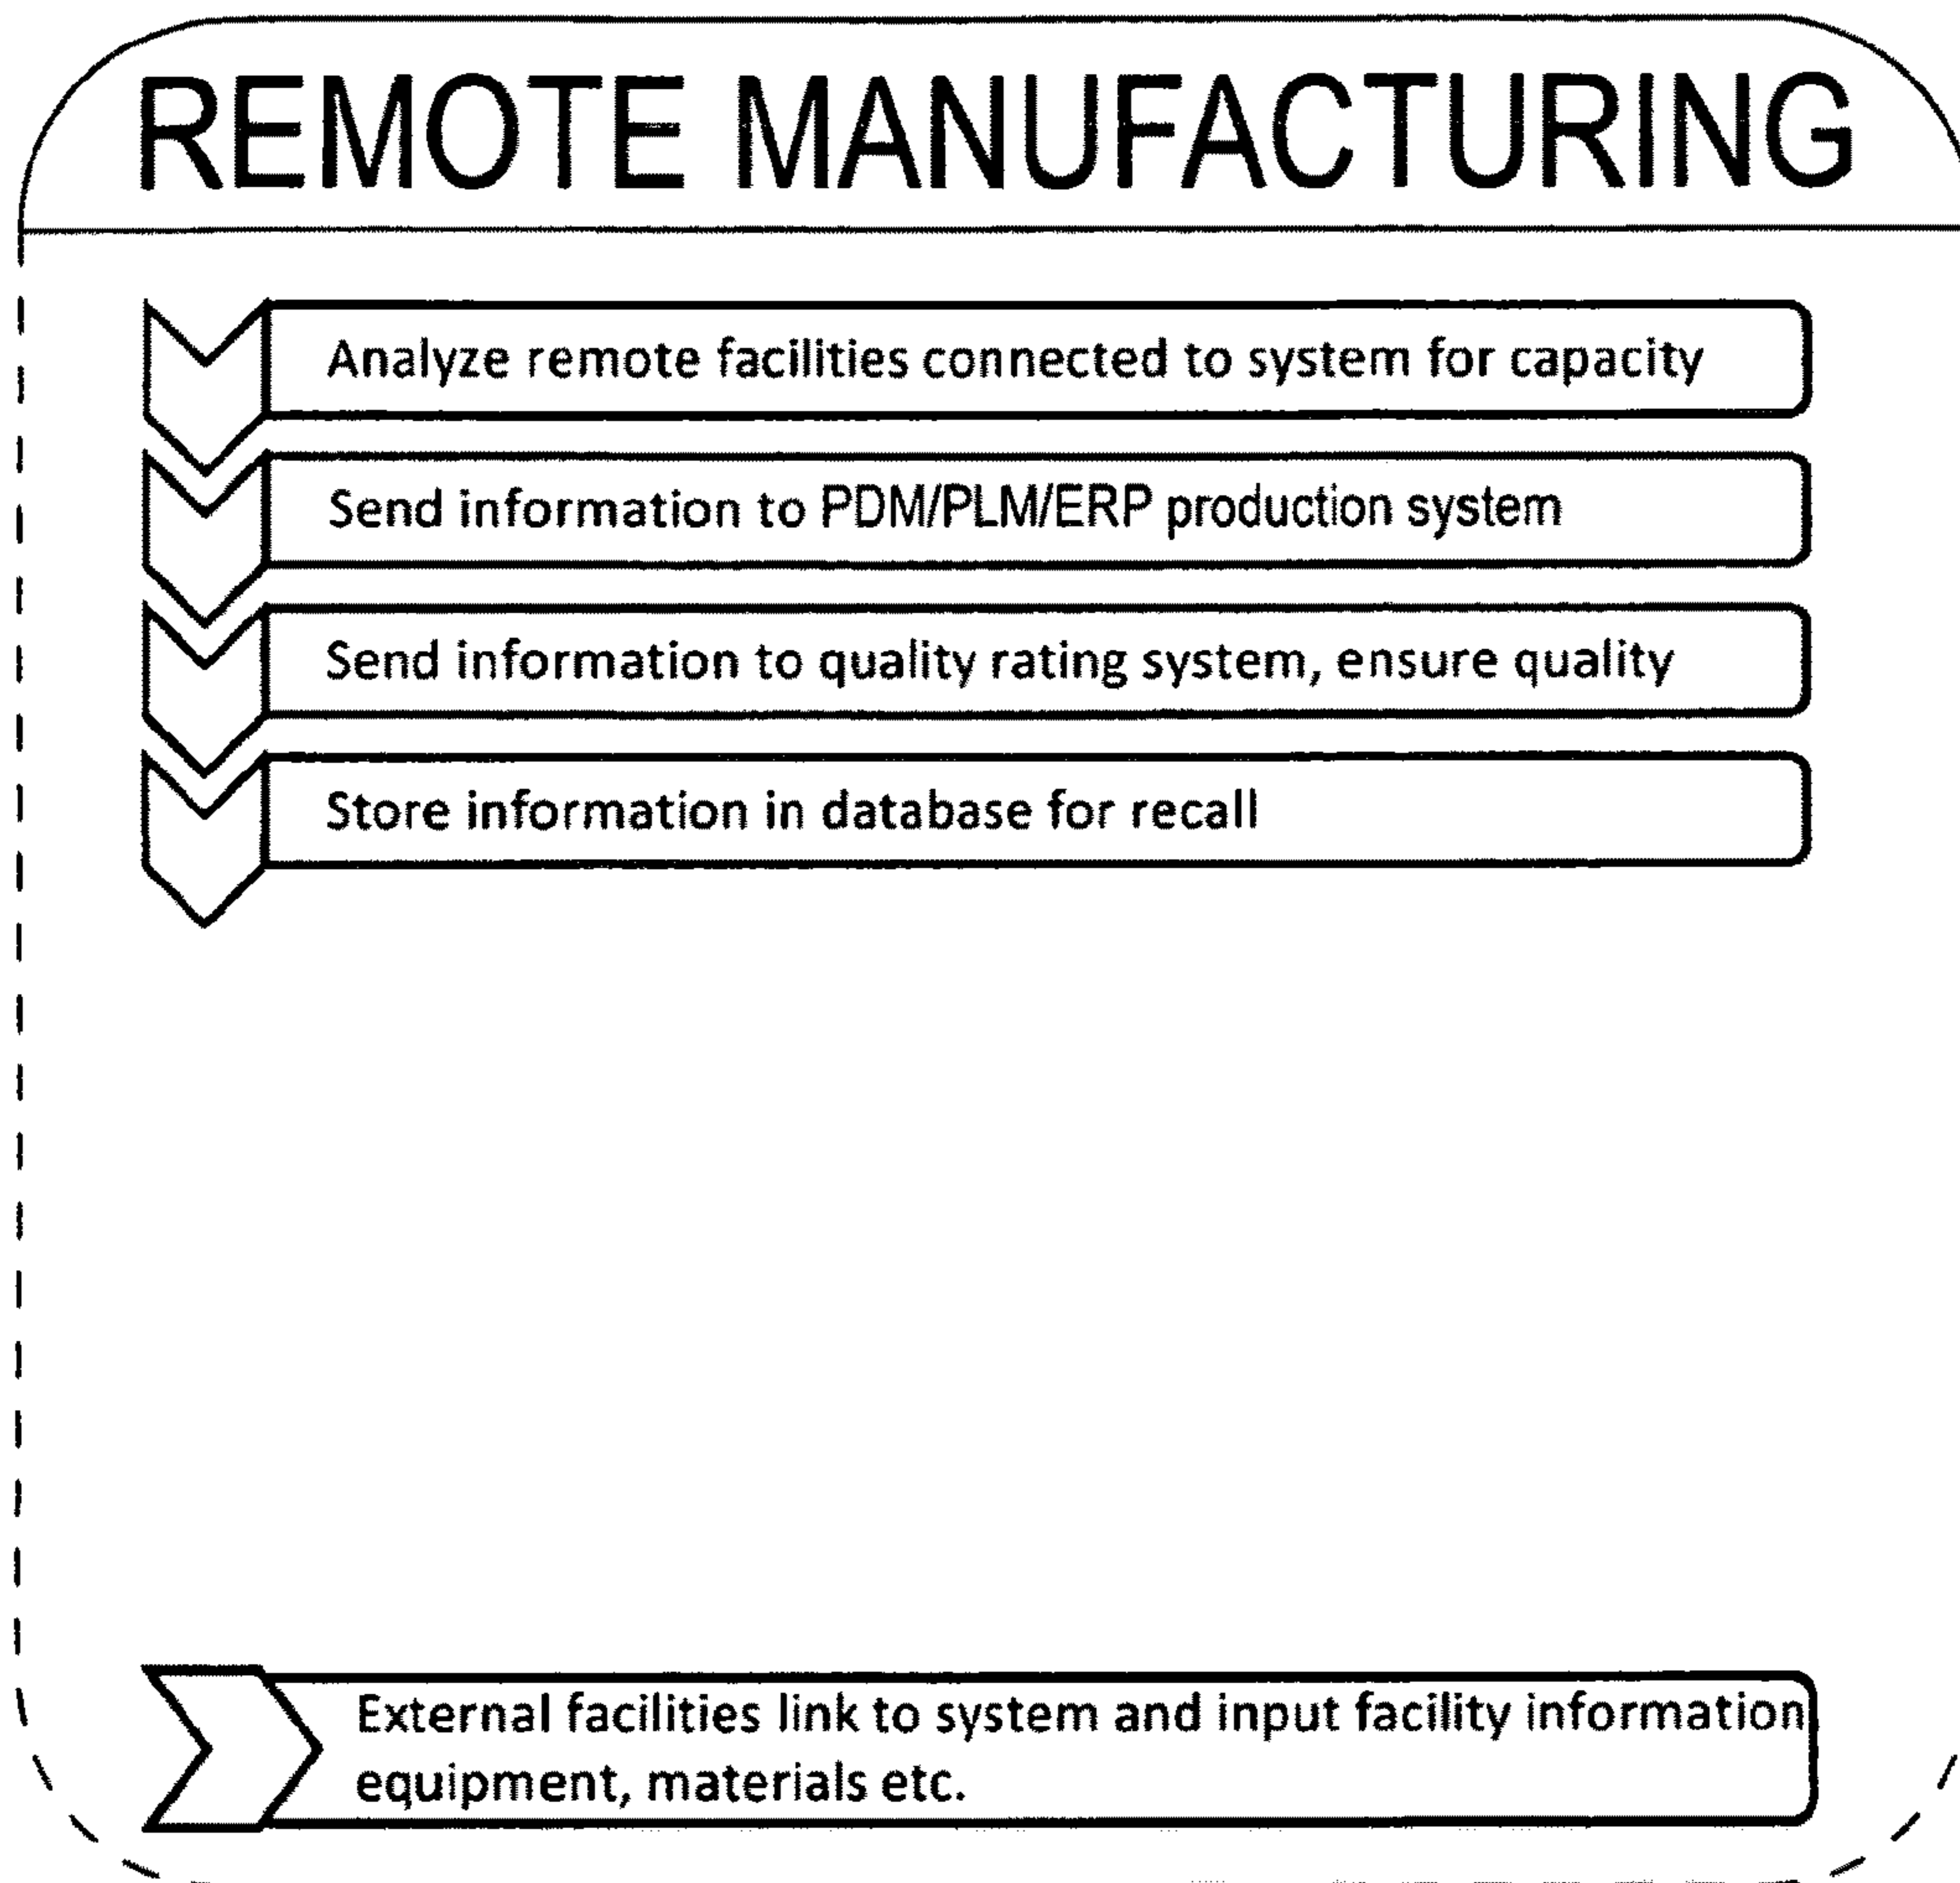 REMOTE MANUFACTURING
Analyze remote facilities connected to system for capacity
Send information to PDM/PLM/ERP production system
Send information to quality rating system, ensure quality
Store information in database for recall
External facilities link to system and input facility information
equipment, materials etc.